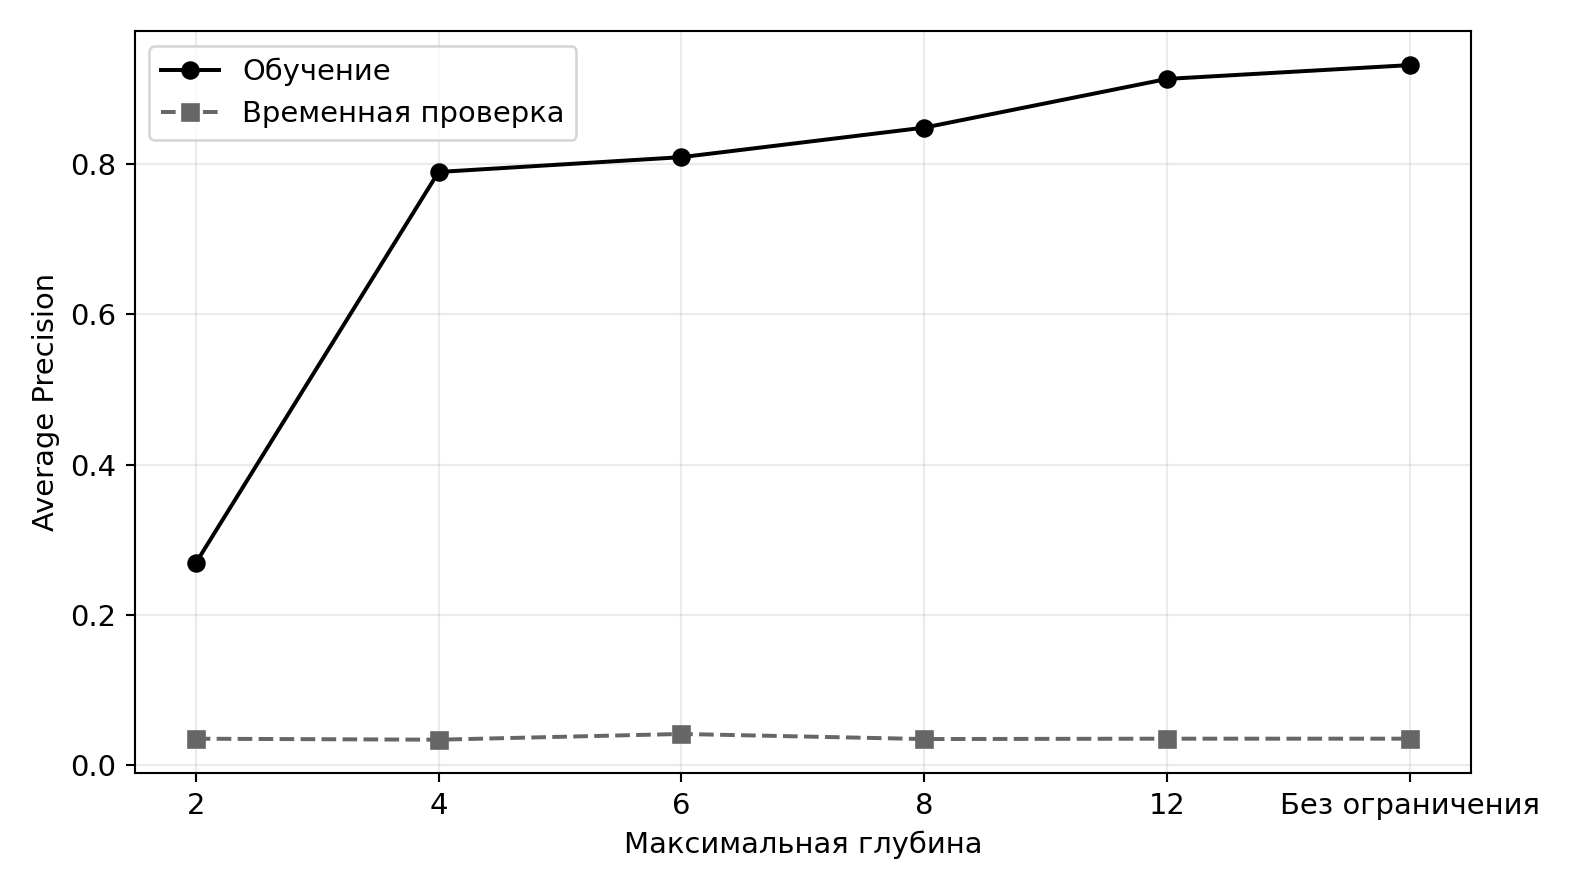 Обучение
Временная проверка
Average Precision
0.8
0.6
0.4
0.2
0.0
2 4 6 8 12 Без ограничения
Максимальная глубина